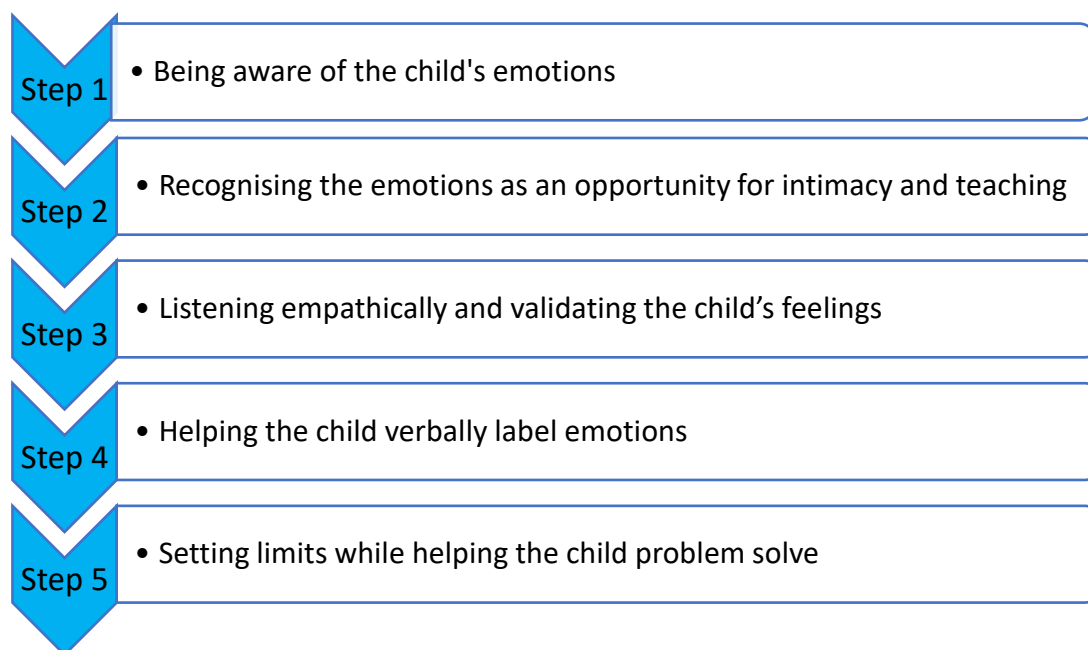 Step 1
• Being aware of the child's emotions
Step 2
• Recognising the emotions as an opportunity for intimacy and teaching
Step 3
• Listening empathically and validating the child’s feelings
Step 4
• Helping the child verbally label emotions
Step 5
• Setting limits while helping the child problem solve